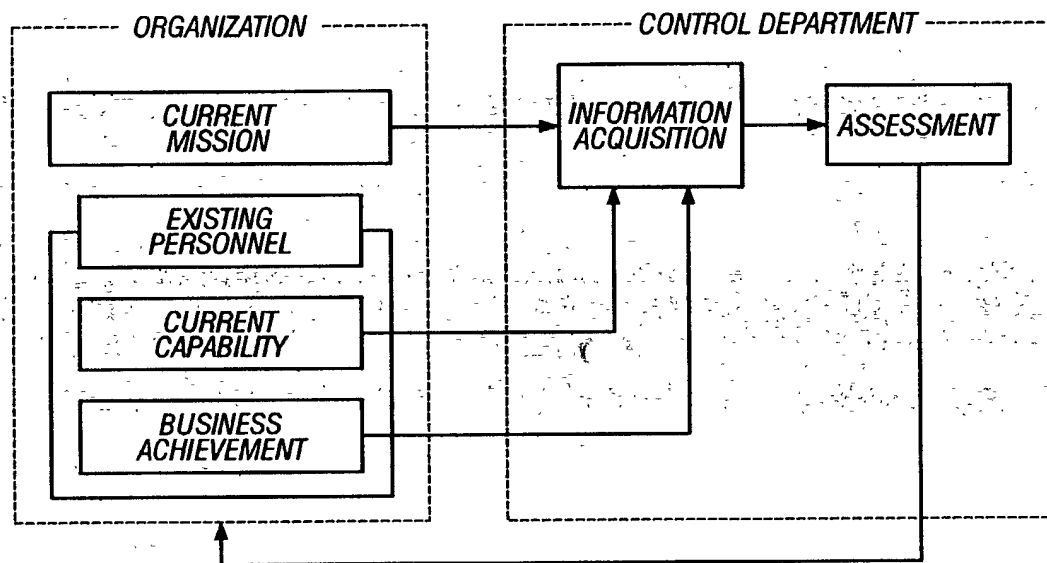 ORGANIZATION
CURRENT
MISSION
EXISTING
PERSONNEL
CURRENT
CAPABILITY
BUSINESS
ACHIEVEMENT
CONTROL DEPARTMENT
INFORMATION
ACQUISITION
ASSESSMENT